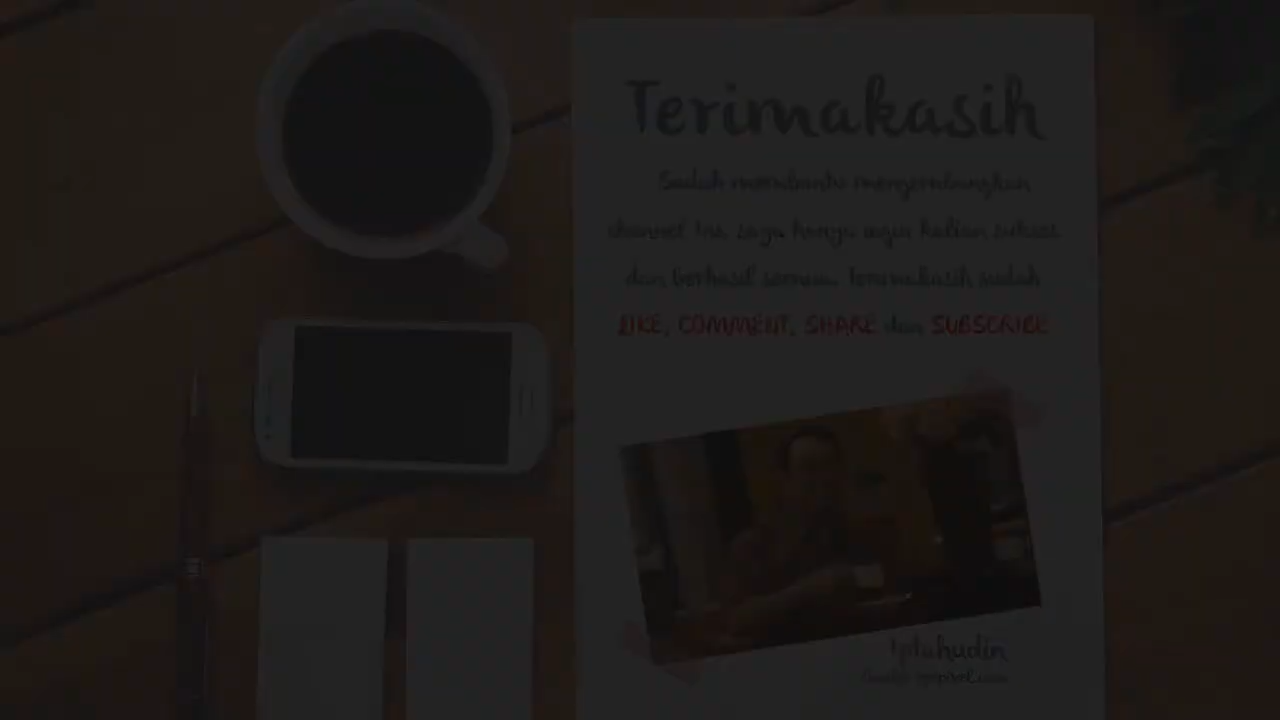 Terimakasih
Sudah membantu mengembangkan
channel ini. saya hanya ingin kalian sukses
dan berhasil semua. terimakasih sudah
LIKE, COMMENT, SHARE dan SUBSCRIBE
Iptahudin